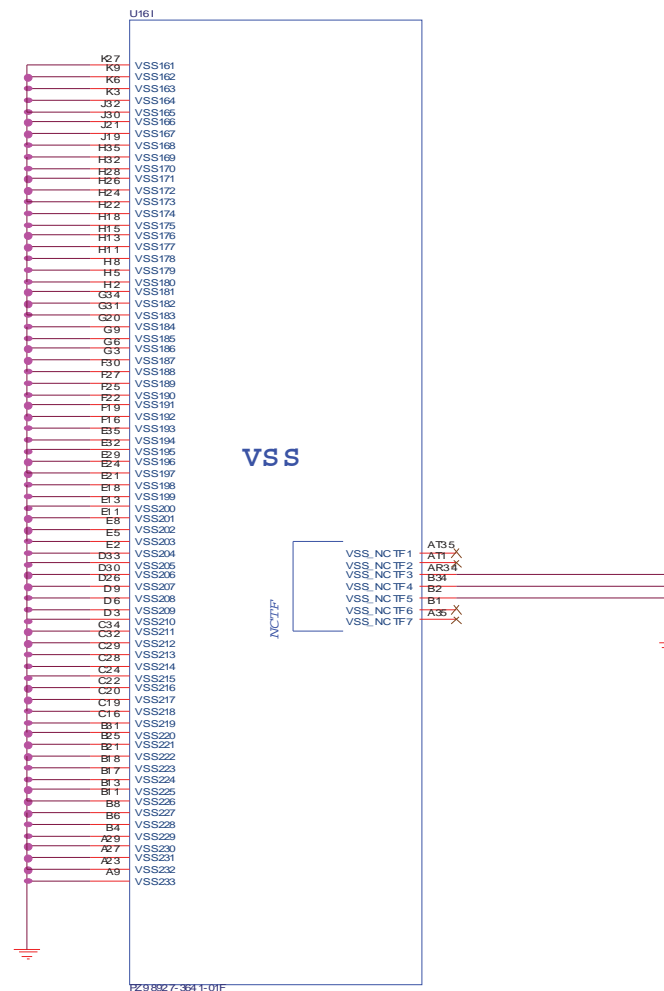 U16I
K27 VSS161
K9 VSS162
K6 VSS163
K3 VSS164
J32 VSS165
J30 VSS166
J21 VSS167
J19 VSS168
H35 VSS169
H32 VSS170
H28 VSS171
H26 VSS172
H24 VSS173
H22 VSS174
H18 VSS175
H15 VSS176
H13 VSS177
H11 VSS178
H8 VSS179
H5 VSS180
H2 VSS181
G34 VSS182
G31 VSS183
G20 VSS184
G9 VSS185
G6 VSS186
G3 VSS187
F30 VSS188
F27 VSS189
F25 VSS190
F22 VSS191
F19 VSS192
F16 VSS193
E35 VSS194
E32 VSS195
E29 VSS196
E24 VSS197
E21 VSS198
E18 VSS199
E13 VSS200
E11 VSS201
E8 VSS202
E5 VSS203
E2 VSS204
D33 VSS205
D30 VSS206
D26 VSS207
D9 VSS208
D6 VSS209
D3 VSS210
C34 VSS211
C32 VSS212
C29 VSS213
C28 VSS214
C24 VSS215
C22 VSS216
C20 VSS217
C19 VSS218
C16 VSS219
B31 VSS220
B25 VSS221
B21 VSS222
B18 VSS223
B17 VSS224
B13 VSS225
B11 VSS226
B8 VSS227
B6 VSS228
B4 VSS229
A29 VSS230
A27 VSS231
A23 VSS232
A9 VSS233
VSS
NCTF
VSS_NCTF1 AT35
VSS_NCTF2 AT1
VSS_NCTF3 AR34
VSS_NCTF4 B34
VSS_NCTF5 B2
VSS_NCTF6 B1
VSS_NCTF7 A35
PZ98927-3641-01F